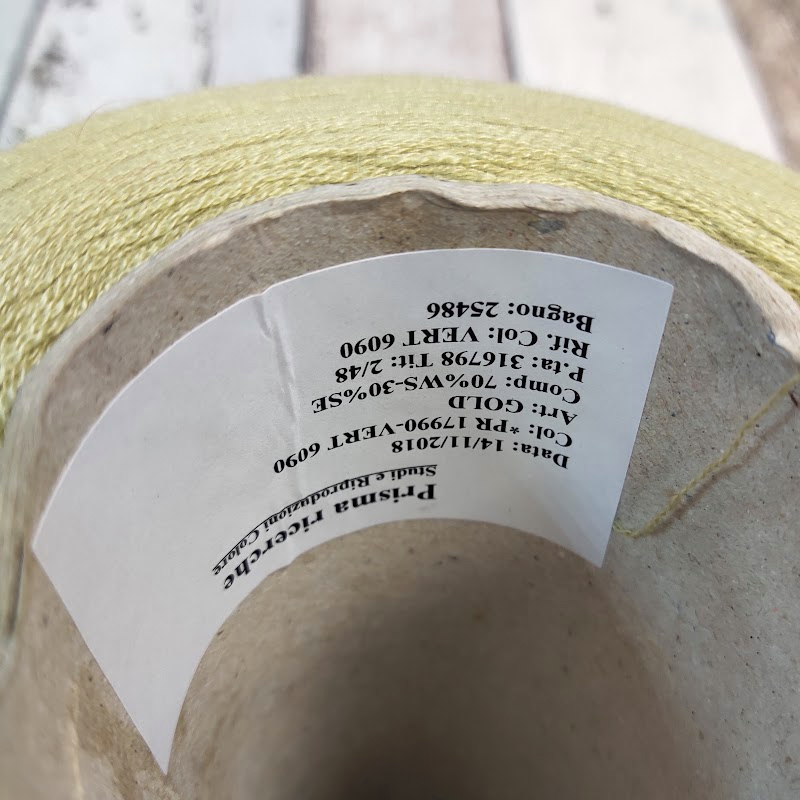 Prisma ricerche
Studi e Riproduzioni Colore
Data: 14/11/2018
Col: *PR 17990-VERT 6090
Art: GOLD
Comp: 70%WS-30%SE
P.ta: 316798 Tit: 2/48
Rif. Col: VERT 6090
Bagno: 25486